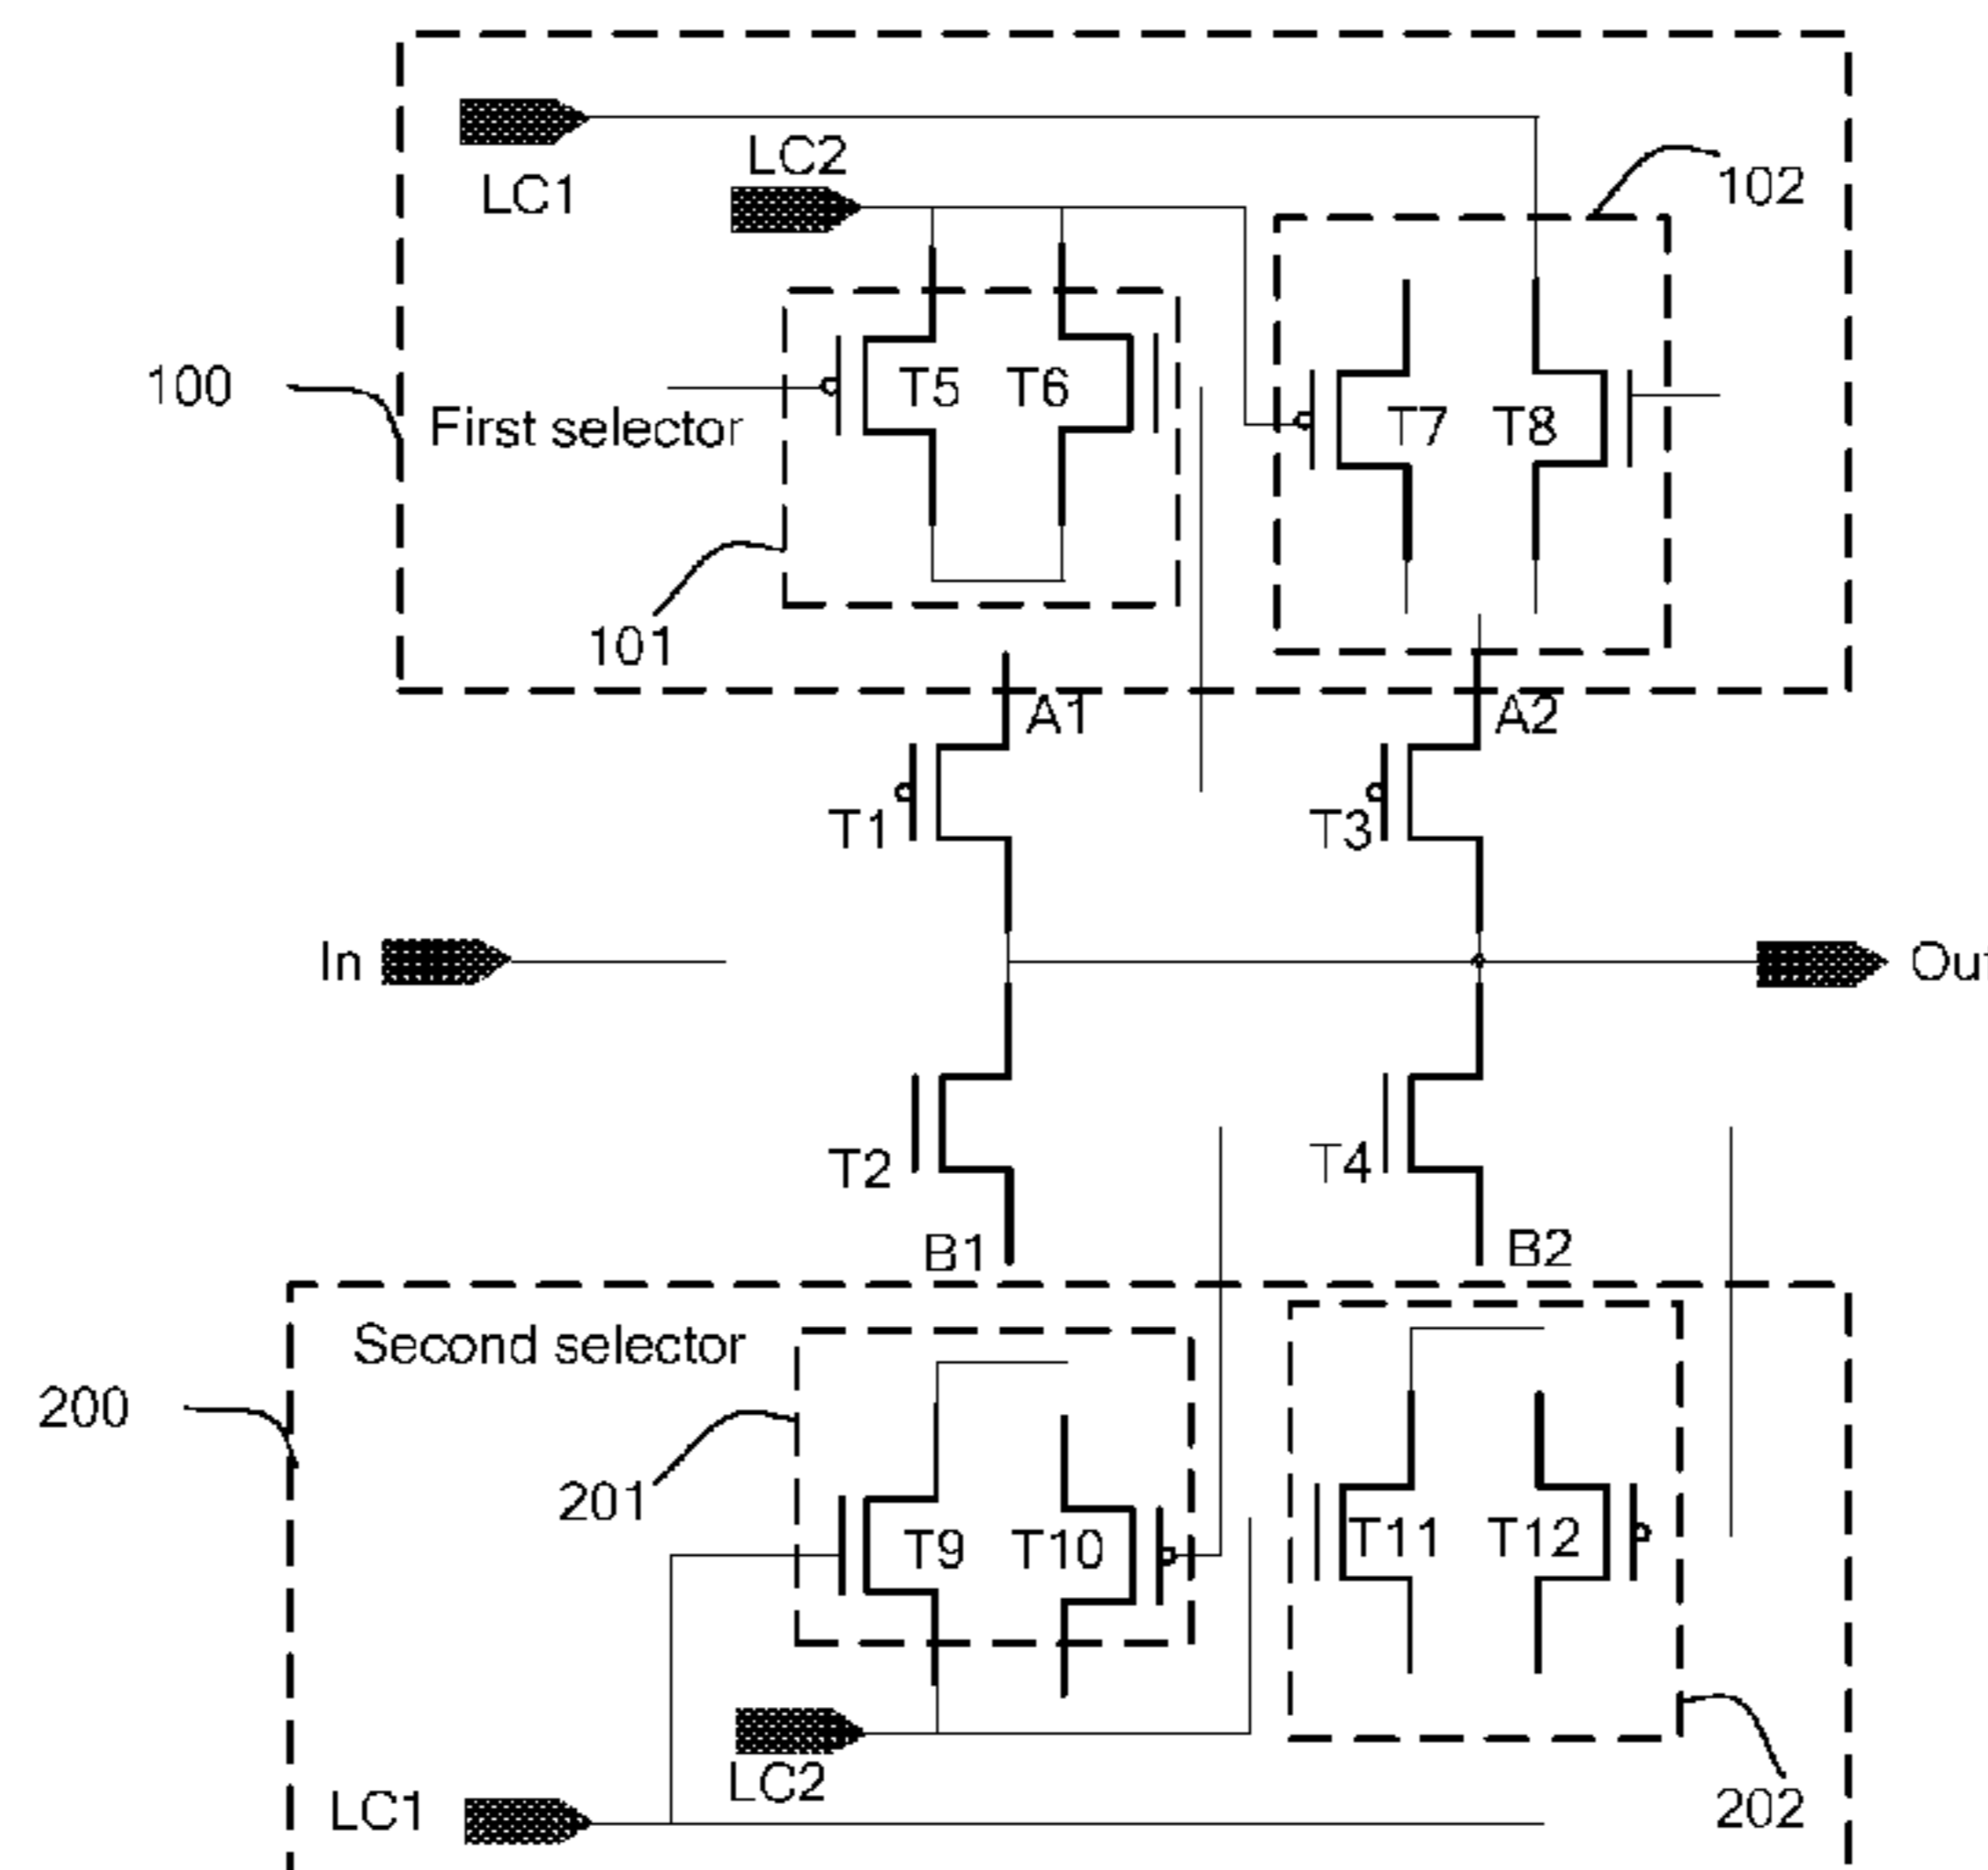 LC1
LC2
102
100
First selector
T5
T6
T7
T8
101
A1
A2
T1
T3
In
T2
T4
B1
B2
Second selector
200
201
T9
T10
T11
T12
LC2
LC1
202